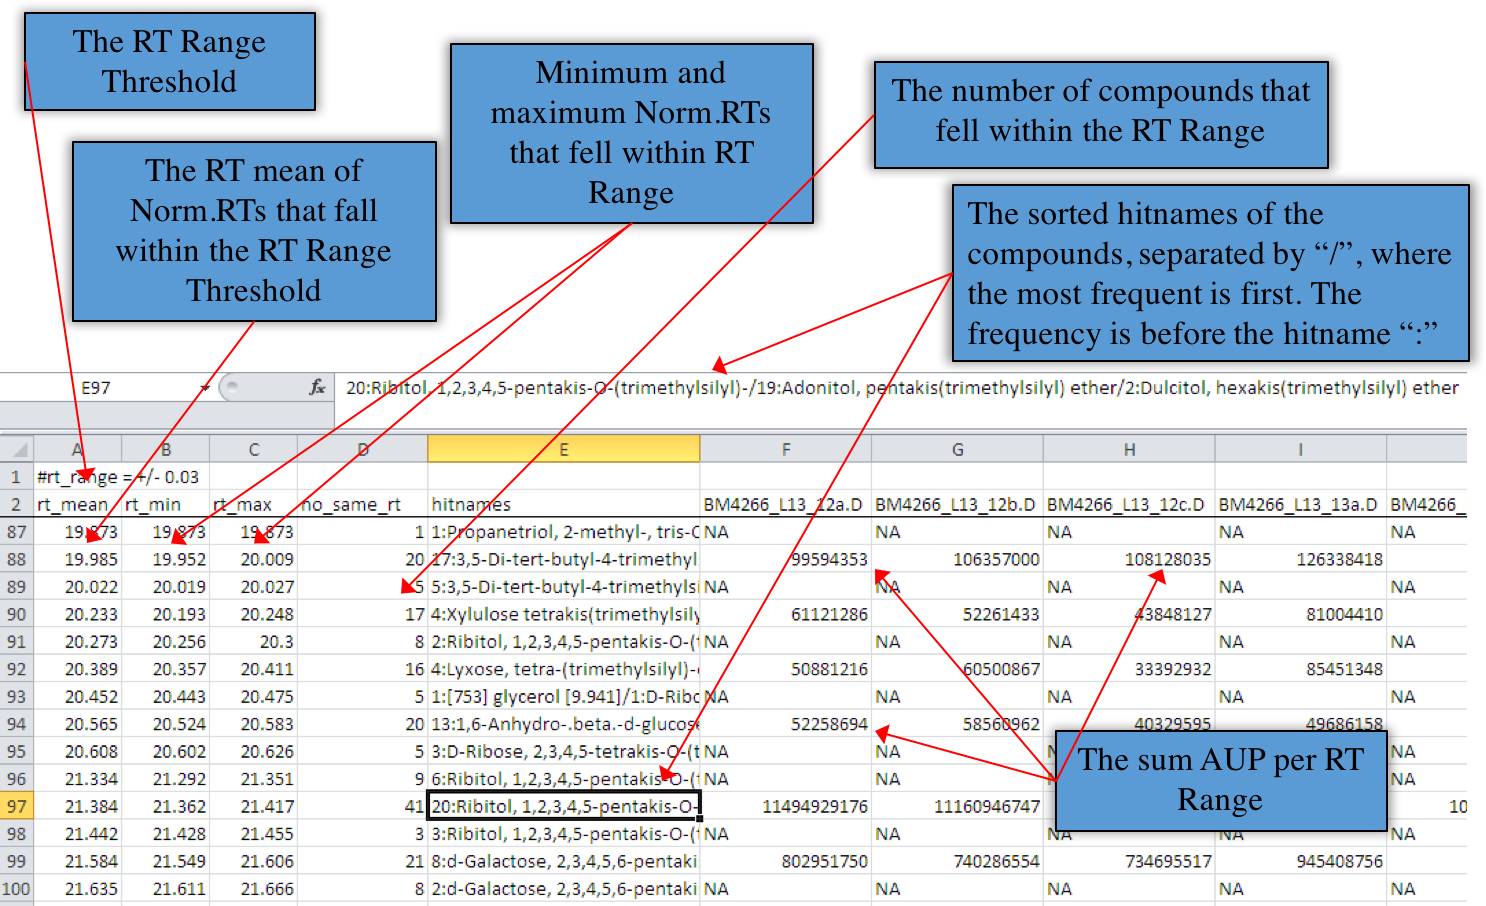 The RT Range
Threshold
Minimum and
maximum Norm.RTs
that fell within RT
Range
The number of compounds that
fell within the RT Range
The RT mean of
Norm.RTs that fall
within the RT Range
Threshold
The sorted hitnames of the
compounds, separated by “/”, where
the most frequent is first. The
frequency is before the hitname “:”
E97 fx 20:Ribitol, 1,2,3,4,5-pentakis-O-(trimethylsilyl)-/19:Adonitol, pentakis(trimethylsilyl) ether/2:Dulcitol, hexakis(trimethylsilyl) ether
A B C D E F G H I
1 #rt_range = +/- 0.03
2 rt_mean rt_min rt_max no_same_rt hitnames BM4266_L13_12a.D BM4266_L13_12b.D BM4266_L13_12c.D BM4266_L13_13a.D BM4266_
87 19.873 19.873 19.873 1 1:Propanetriol, 2-methyl-, tris-O NA NA NA NA NA
88 19.985 19.952 20.009 20 17:3,5-Di-tert-butyl-4-trimethyl 99594353 106357000 108128035 126338418
89 20.022 20.019 20.027 5 5:3,5-Di-tert-butyl-4-trimethylsi NA NA NA NA NA
90 20.233 20.193 20.248 17 4:Xylulose tetrakis(trimethylsily 61121286 52261433 43848127 81004410
91 20.273 20.256 20.3 8 2:Ribitol, 1,2,3,4,5-pentakis-O-(t NA NA NA NA NA
92 20.389 20.357 20.411 16 4:Lyxose, tetra-(trimethylsilyl)- 50881216 60500867 33392932 85451348
93 20.452 20.443 20.475 5 1:[753] glycerol [9.941]/1:D-Ribo NA NA NA NA NA
94 20.565 20.524 20.583 20 13:1,6-Anhydro-.beta.-d-glucose 52258694 58560962 40329595 49686158
95 20.608 20.602 20.626 5 3:D-Ribose, 2,3,4,5-tetrakis-O-(t NA NA NA
96 21.334 21.292 21.351 9 6:Ribitol, 1,2,3,4,5-pentakis-O-( NA NA NA
97 21.384 21.362 21.417 41 20:Ribitol, 1,2,3,4,5-pentakis-O- 11494929176 11160946747 10
98 21.442 21.428 21.455 3 3:Ribitol, 1,2,3,4,5-pentakis-O-(t NA NA NA NA NA
99 21.584 21.549 21.606 21 8:d-Galactose, 2,3,4,5,6-pentaki 802951750 740286554 734695517 945408756
100 21.635 21.611 21.666 8 2:d-Galactose, 2,3,4,5,6-pentaki NA NA NA NA NA
The sum AUP per RT
Range